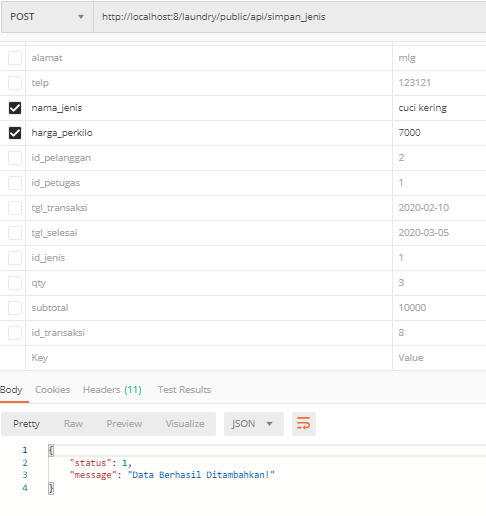 POST http://localhost:8/laundry/public/api/simpan_jenis
alamat mlg
telp 123121
nama_jenis cuci kering
harga_perkilo 7000
id_pelanggan 2
id_petugas 1
tgl_transaksi 2020-02-10
tgl_selesai 2020-03-05
id_jenis 1
qty 3
subtotal 10000
id_transaksi 8
Key Value
Body Cookies Headers (11) Test Results
Pretty Raw Preview Visualize JSON
1 {
2 "status": 1,
3 "message": "Data Berhasil Ditambahkan!"
4 }